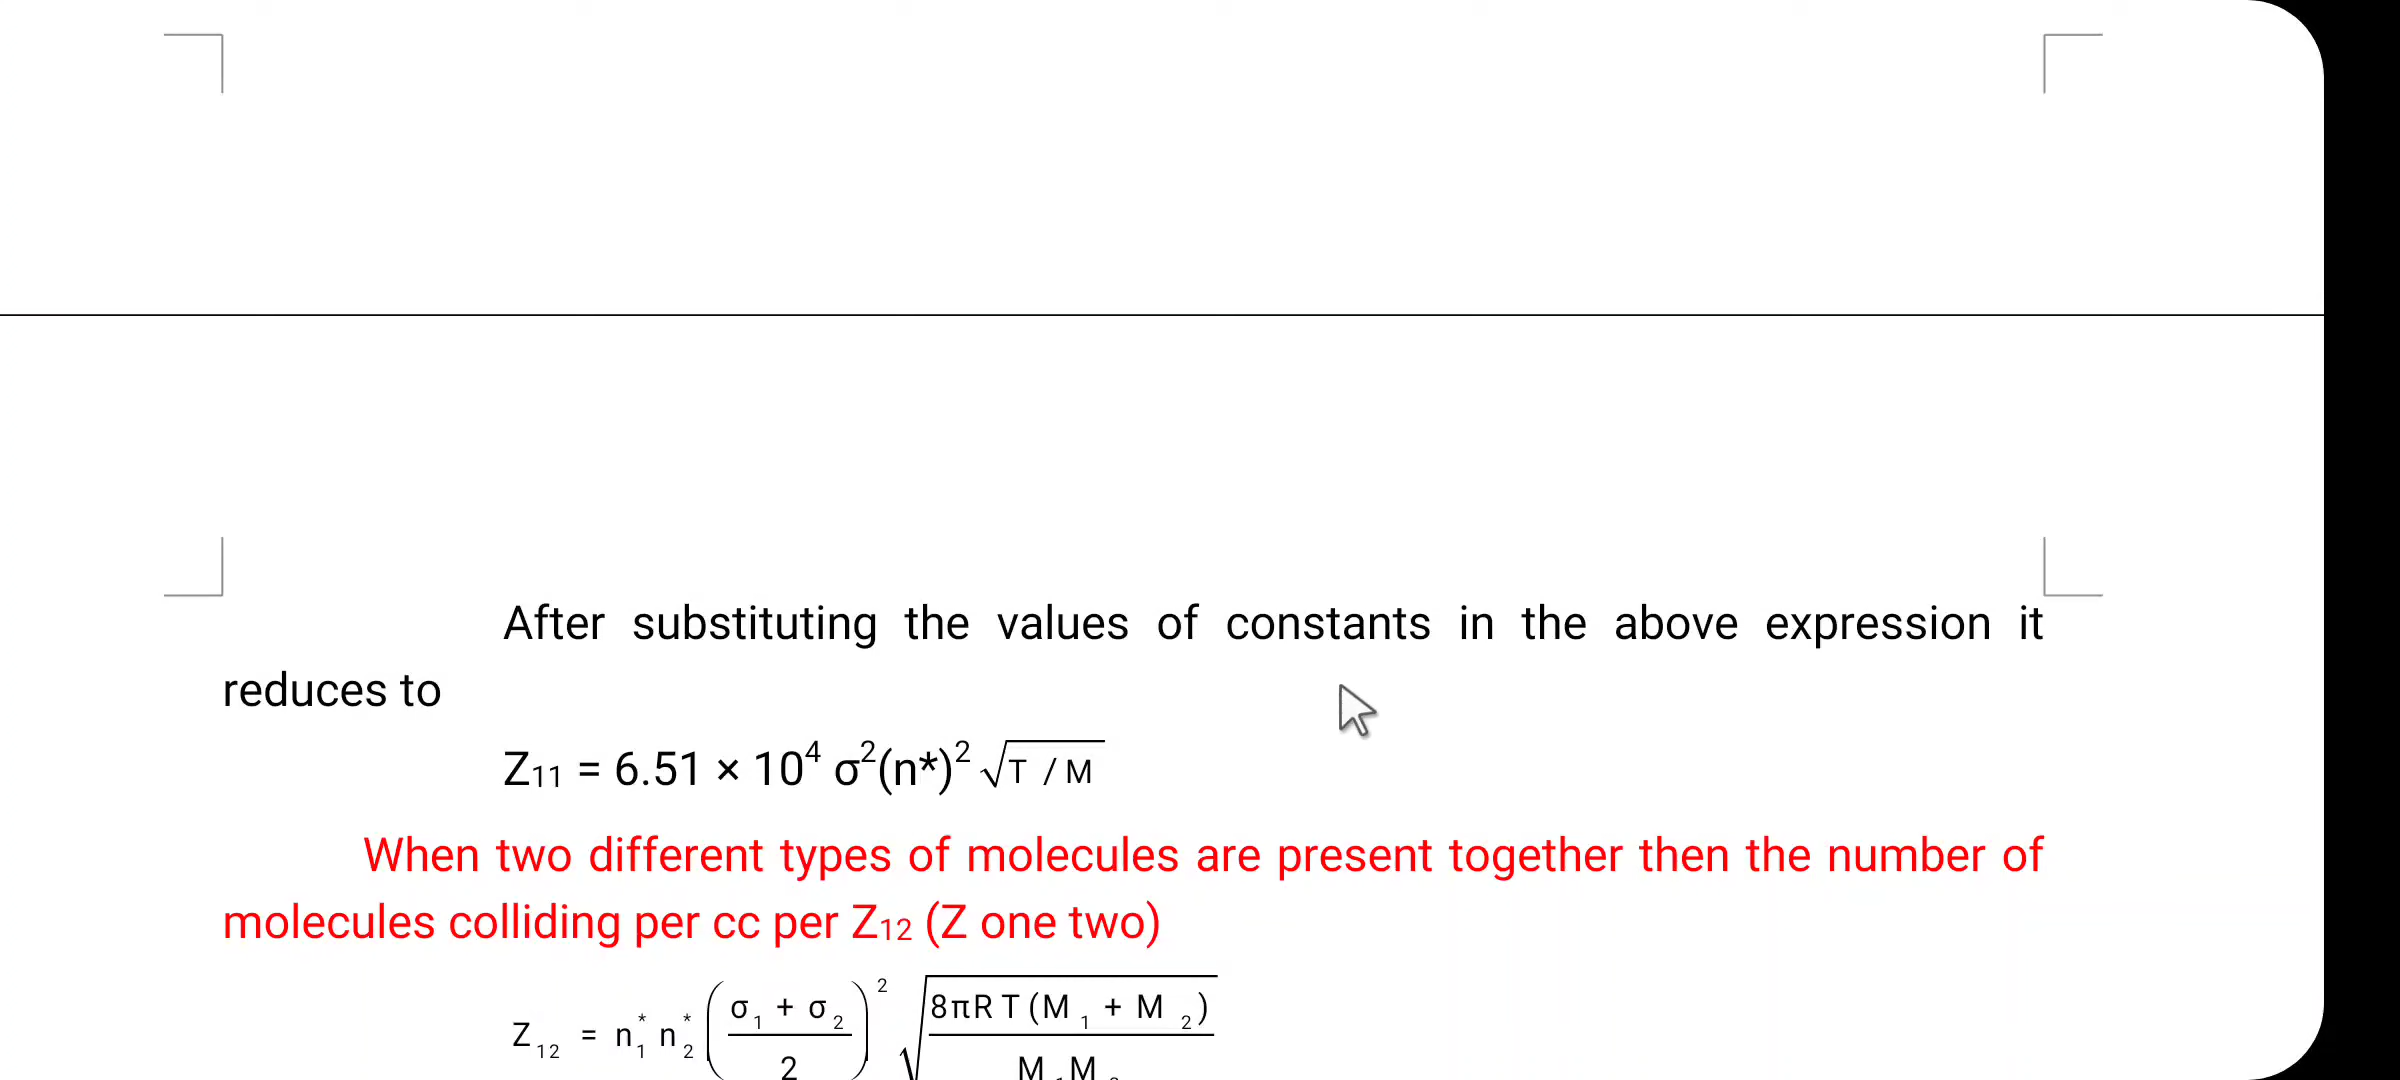 After substituting the values of constants in the above expression it
reduces to
Z₁₁ = 6.51 × 10⁴ σ²(n*)² √T / M
When two different types of molecules are present together then the number of
molecules colliding per cc per Z₁₂ (Z one two)
Z₁₂ = n₁* n₂* ((σ₁ + σ₂)/2)² √(8πRT(M₁ + M₂)/M₁M₂)